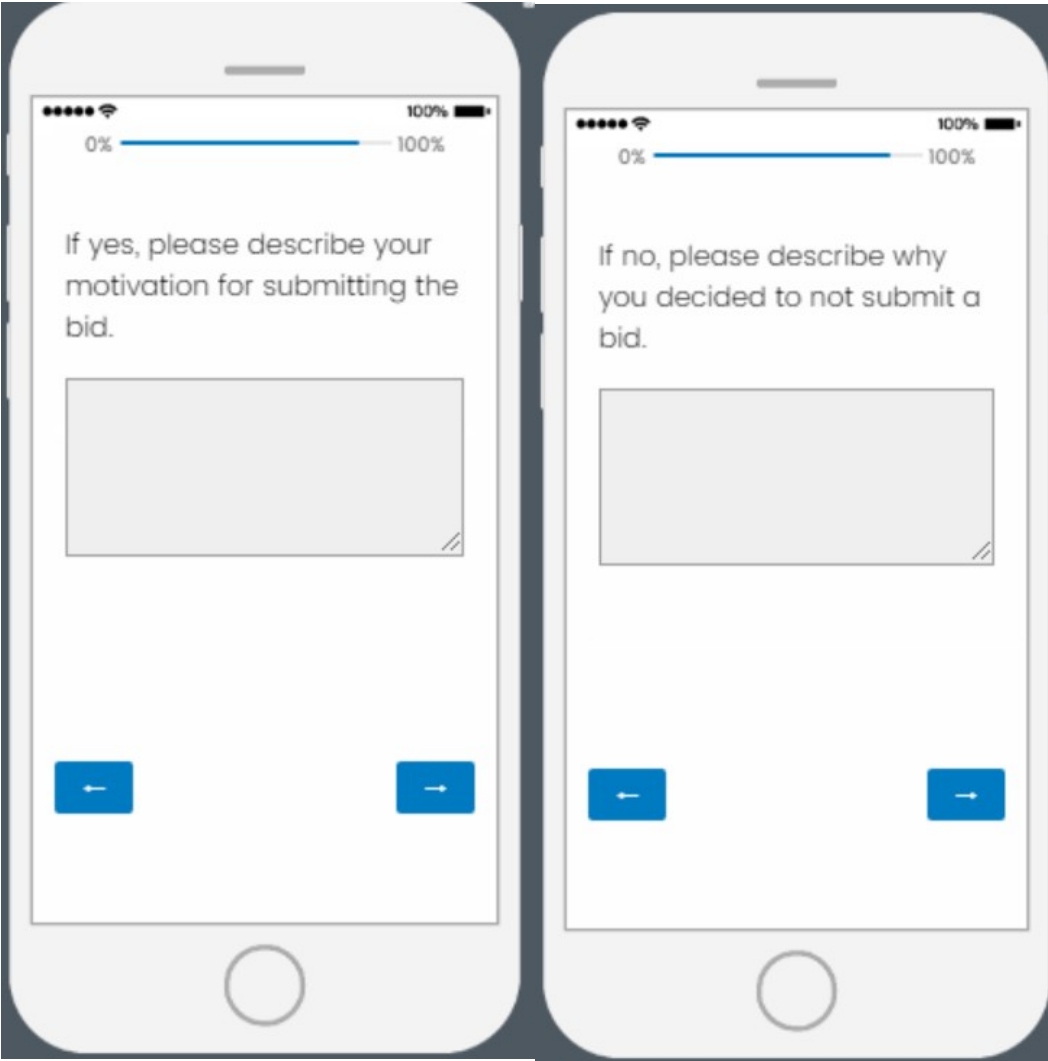 100%
0% 100%
If yes, please describe your
motivation for submitting the
bid.
←
→
100%
0% 100%
If no, please describe why
you decided to not submit a
bid.
←
→